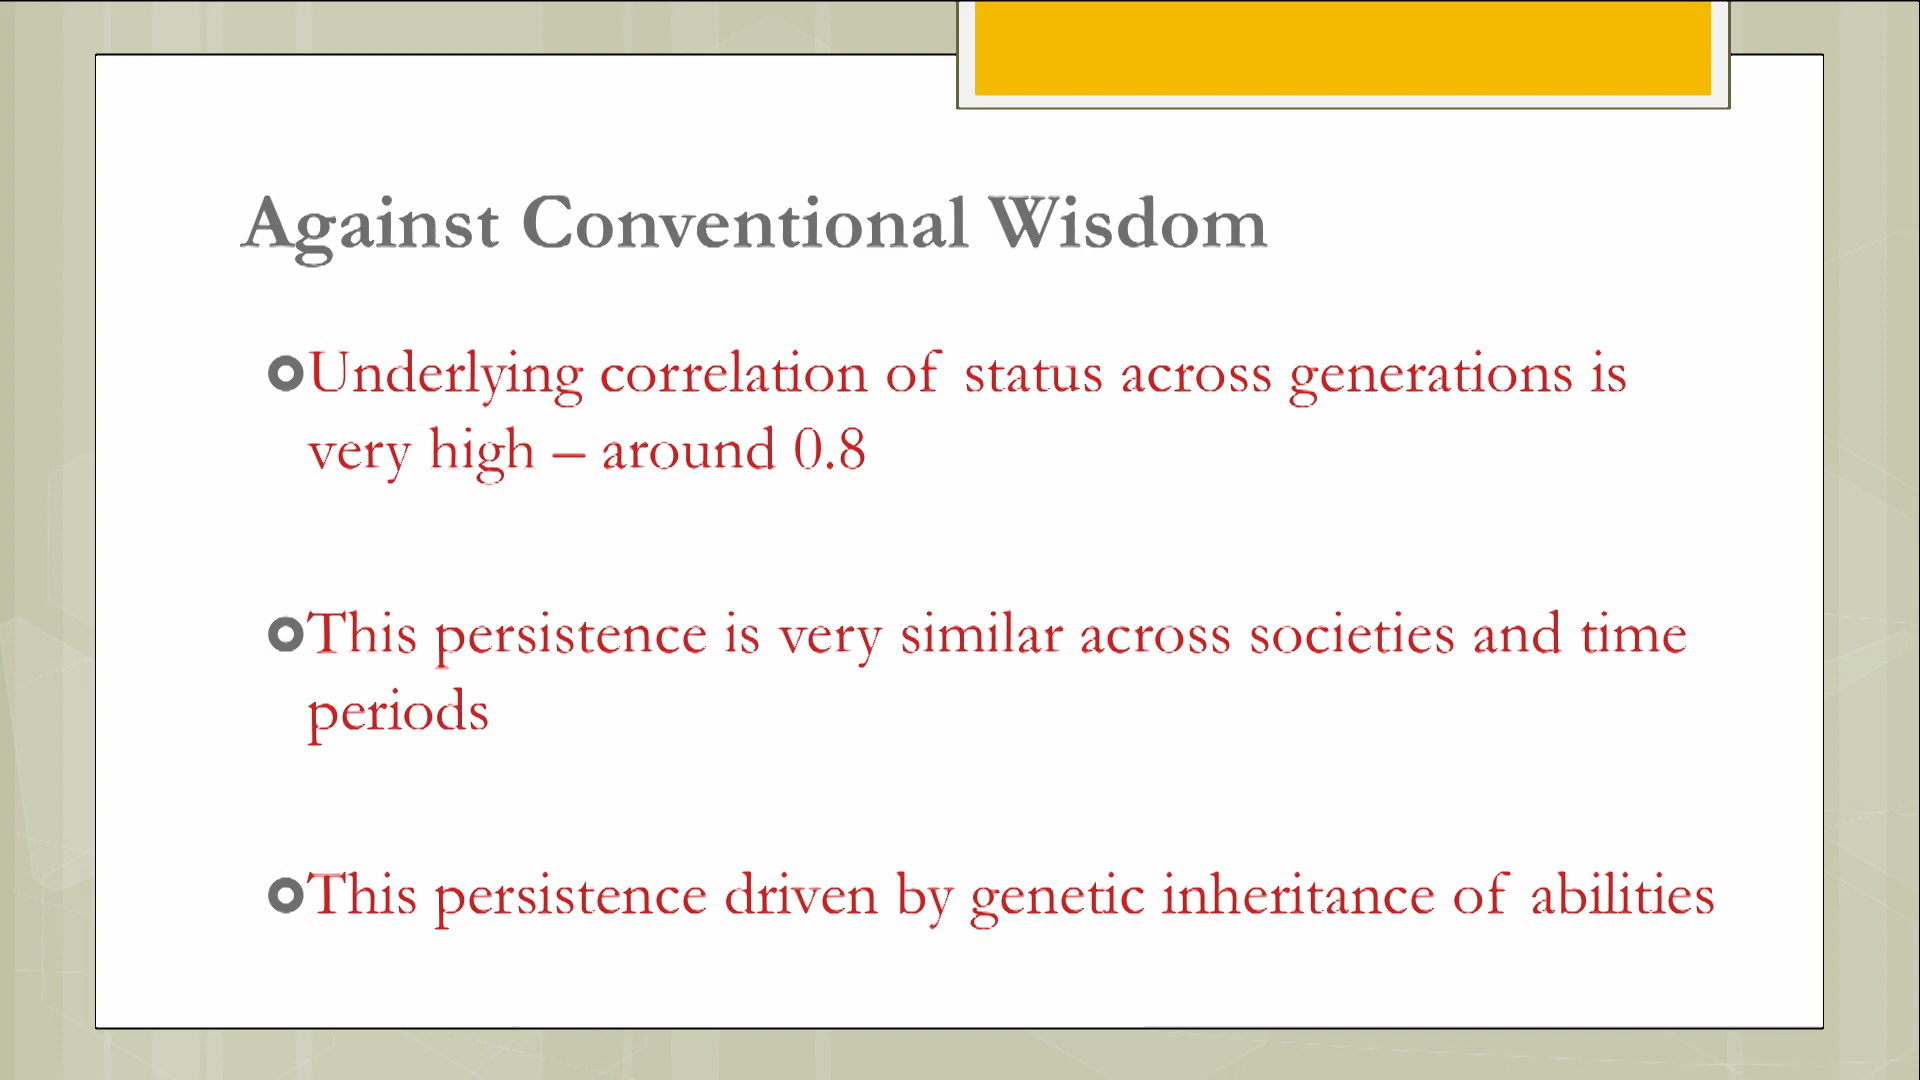 Against Conventional Wisdom
Underlying correlation of status across generations is
very high – around 0.8
This persistence is very similar across societies and time
periods
This persistence driven by genetic inheritance of abilities